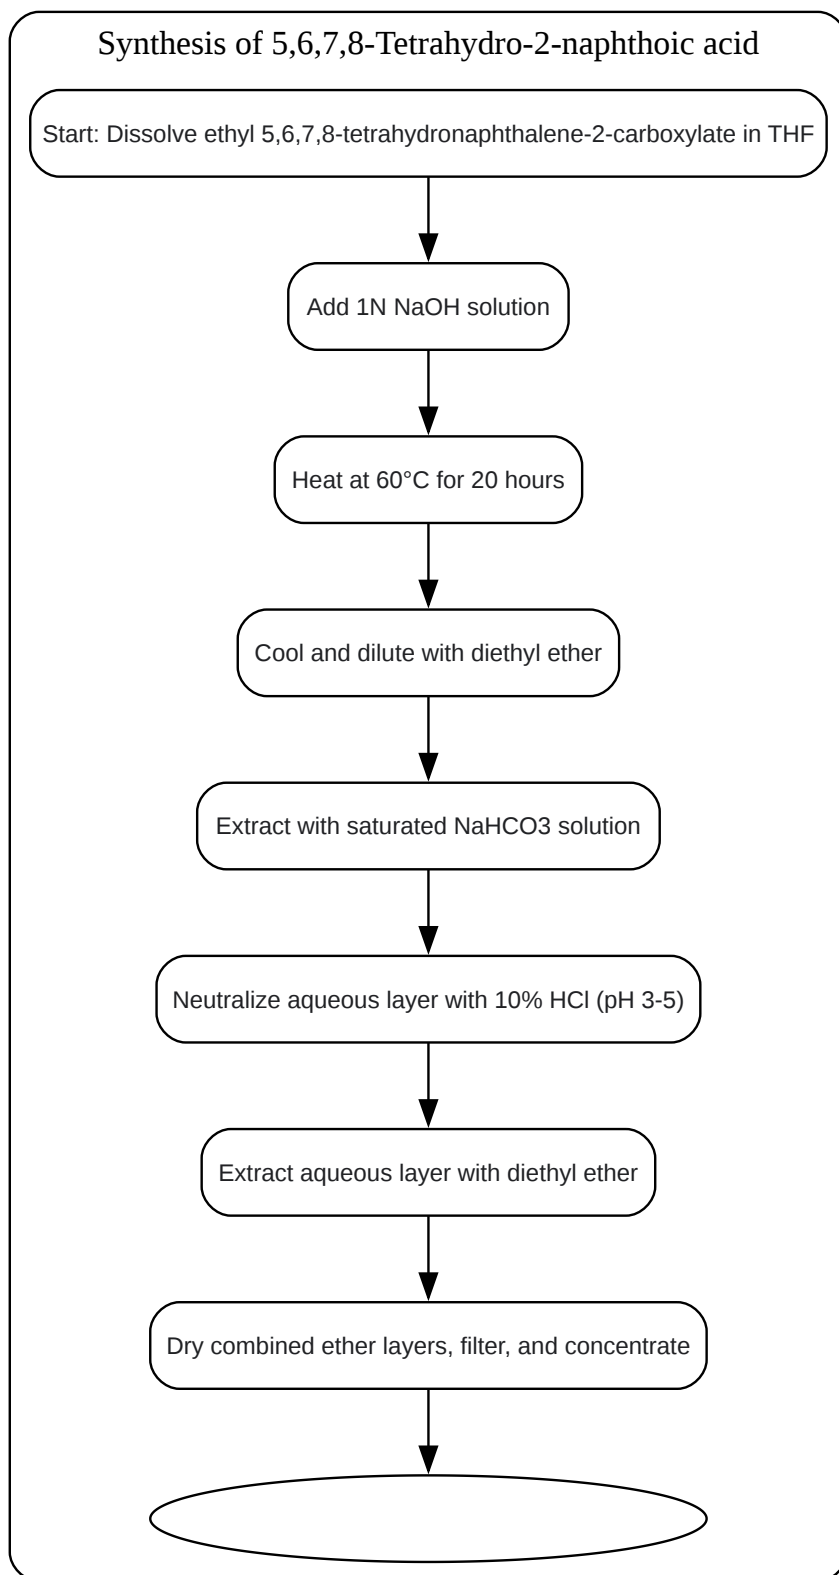 Synthesis of 5,6,7,8-Tetrahydro-2-naphthoic acid
Start: Dissolve ethyl 5,6,7,8-tetrahydronaphthalene-2-carboxylate in THF
Add 1N NaOH solution
Heat at 60°C for 20 hours
Cool and dilute with diethyl ether
Extract with saturated NaHCO3 solution
Neutralize aqueous layer with 10% HCl (pH 3-5)
Extract aqueous layer with diethyl ether
Dry combined ether layers, filter, and concentrate